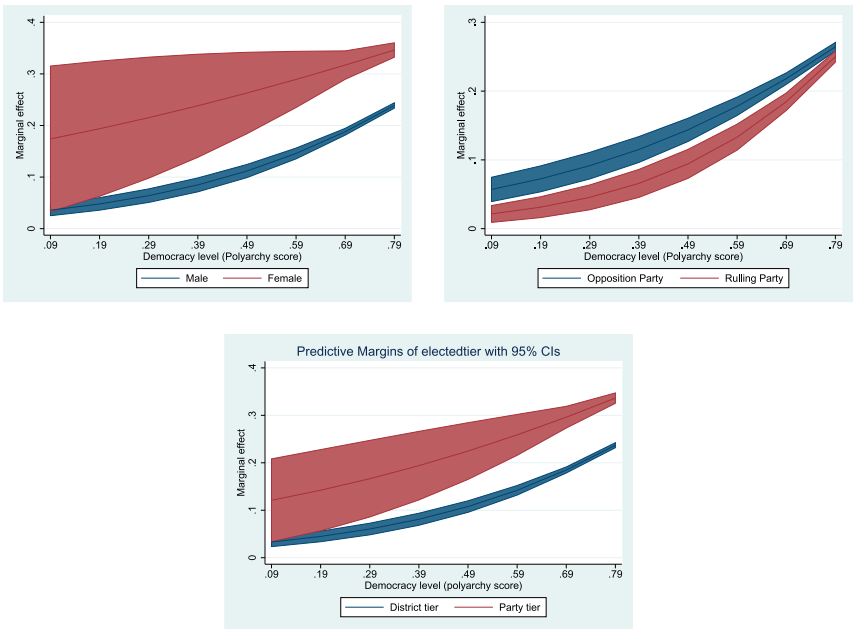 Marginal effect
.4
.3
.2
.1
0
.09 .19 .29 .39 .49 .59 .69 .79
Democracy level (Polyarchy score)
Male Female
Marginal effect
.3
.2
.1
0
.09 .19 .29 .39 .49 .59 .69 .79
Democracy level (Polyarchy score)
Opposition Party Rulling Party
Predictive Margins of electedtier with 95% CIs
Marginal effect
.4
.3
.2
.1
0
.09 .19 .29 .39 .49 .59 .69 .79
Democracy level (polyarchy score)
District tier Party tier